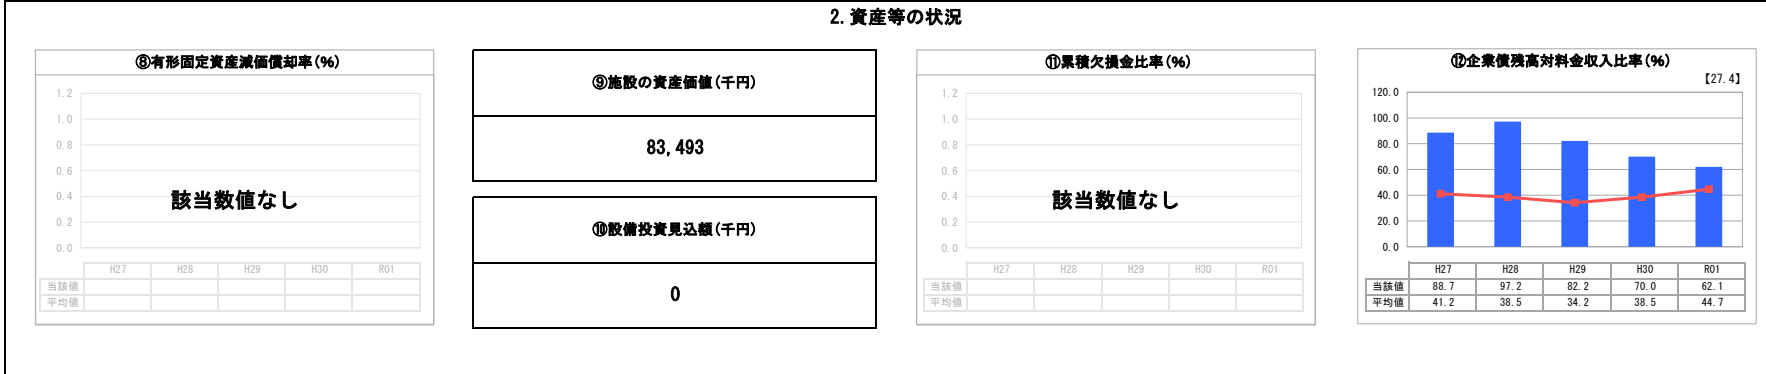 2. 資産等の状況
⑧有形固定資産減価償却率(%)
1.2
1.0
0.8
0.6
0.4
0.2
0.0
該当数値なし
H27 H28 H29 H30 R01
当該値
平均値
⑨施設の資産価値(千円)
83,493
⑩設備投資見込額(千円)
0
⑪累積欠損金比率(%)
1.2
1.0
0.8
0.6
0.4
0.2
0.0
該当数値なし
H27 H28 H29 H30 R01
当該値
平均値
⑫企業債残高対料金収入比率(%)
【27.4】
120.0
100.0
80.0
60.0
40.0
20.0
0.0
H27 H28 H29 H30 R01
当該値 88.7 97.2 82.2 70.0 62.1
平均値 41.2 38.5 34.2 38.5 44.7